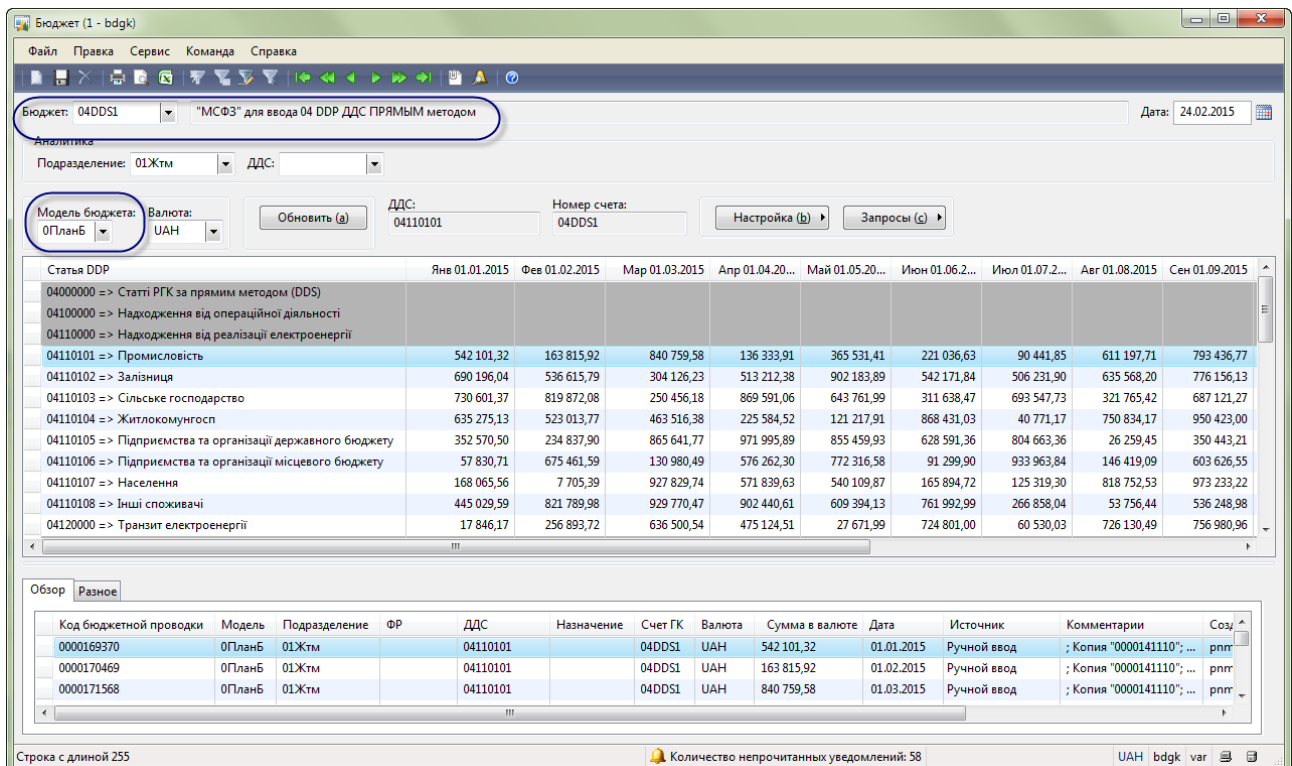 Бюджет (1 - bdgk)
Файл Правка Сервис Команда Справка
Бюджет: 04DDS1 "МСФЗ" для ввода 04 DDP ДДС ПРЯМЫМ методом Дата: 24.02.2015
Аналитика
Подразделение: 01Жтм ДДС:
Модель бюджета: Валюта: ДДС: Номер счета:
0ПланБ UAH Обновить (a) 04110101 04DDS1 Настройка (b) Запросы (c)
Статья DDP Янв 01.01.2015 Фев 01.02.2015 Мар 01.03.2015 Апр 01.04.20... Май 01.05.20... Июн 01.06.2... Июл 01.07.2... Авг 01.08.2015 Сен 01.09.2015
04000000 => Статті РГК за прямим методом (DDS)
04100000 => Надходження від операційної діяльності
04110000 => Надходження від реалізації електроенергії
04110101 => Промисловість 542 101,32 163 815,92 840 759,58 136 333,91 365 531,41 221 036,63 90 441,85 611 197,71 793 436,77
04110102 => Залізниця 690 196,04 536 615,79 304 126,23 513 212,38 902 183,89 542 171,84 506 231,90 635 568,20 776 156,13
04110103 => Сільське господарство 730 601,37 819 872,08 250 456,18 869 591,06 643 761,99 311 638,47 693 547,73 321 765,42 687 121,27
04110104 => Житлокомунгосп 635 275,13 523 013,77 463 516,38 225 584,52 121 217,91 868 431,03 40 771,17 750 834,17 950 423,00
04110105 => Підприємства та організації державного бюджету 352 570,50 234 837,90 865 641,77 971 995,89 855 459,93 628 591,36 804 663,36 26 259,45 350 443,21
04110106 => Підприємства та організації місцевого бюджету 57 830,71 675 461,59 130 980,49 576 262,30 772 316,58 91 299,90 933 963,84 146 419,09 603 626,55
04110107 => Населення 168 065,56 7 705,39 927 829,74 571 839,63 540 109,87 165 894,72 125 319,30 818 752,53 973 233,22
04110108 => Інші споживачі 445 029,59 821 789,98 929 770,47 902 440,61 609 394,13 761 992,99 266 858,04 53 756,44 536 248,98
04120000 => Транзит електроенергії 17 846,17 256 893,72 636 500,54 475 124,51 27 671,99 724 801,00 60 530,03 726 130,49 756 980,96
Обзор Разное
Код бюджетной проводки Модель Подразделение ФР ДДС Назначение Счет ГК Валюта Сумма в валюте Дата Источник Комментарии Созд
0000169370 0ПланБ 01Жтм 04110101 04DDS1 UAH 542 101,32 01.01.2015 Ручной ввод ; Копия "0000141110"; ... pnm
0000170469 0ПланБ 01Жтм 04110101 04DDS1 UAH 163 815,92 01.02.2015 Ручной ввод ; Копия "0000141110"; ... pnm
0000171568 0ПланБ 01Жтм 04110101 04DDS1 UAH 840 759,58 01.03.2015 Ручной ввод ; Копия "0000141110"; ... pnm
Строка с длиной 255 Количество непрочитанных уведомлений: 58 UAH bdgk var